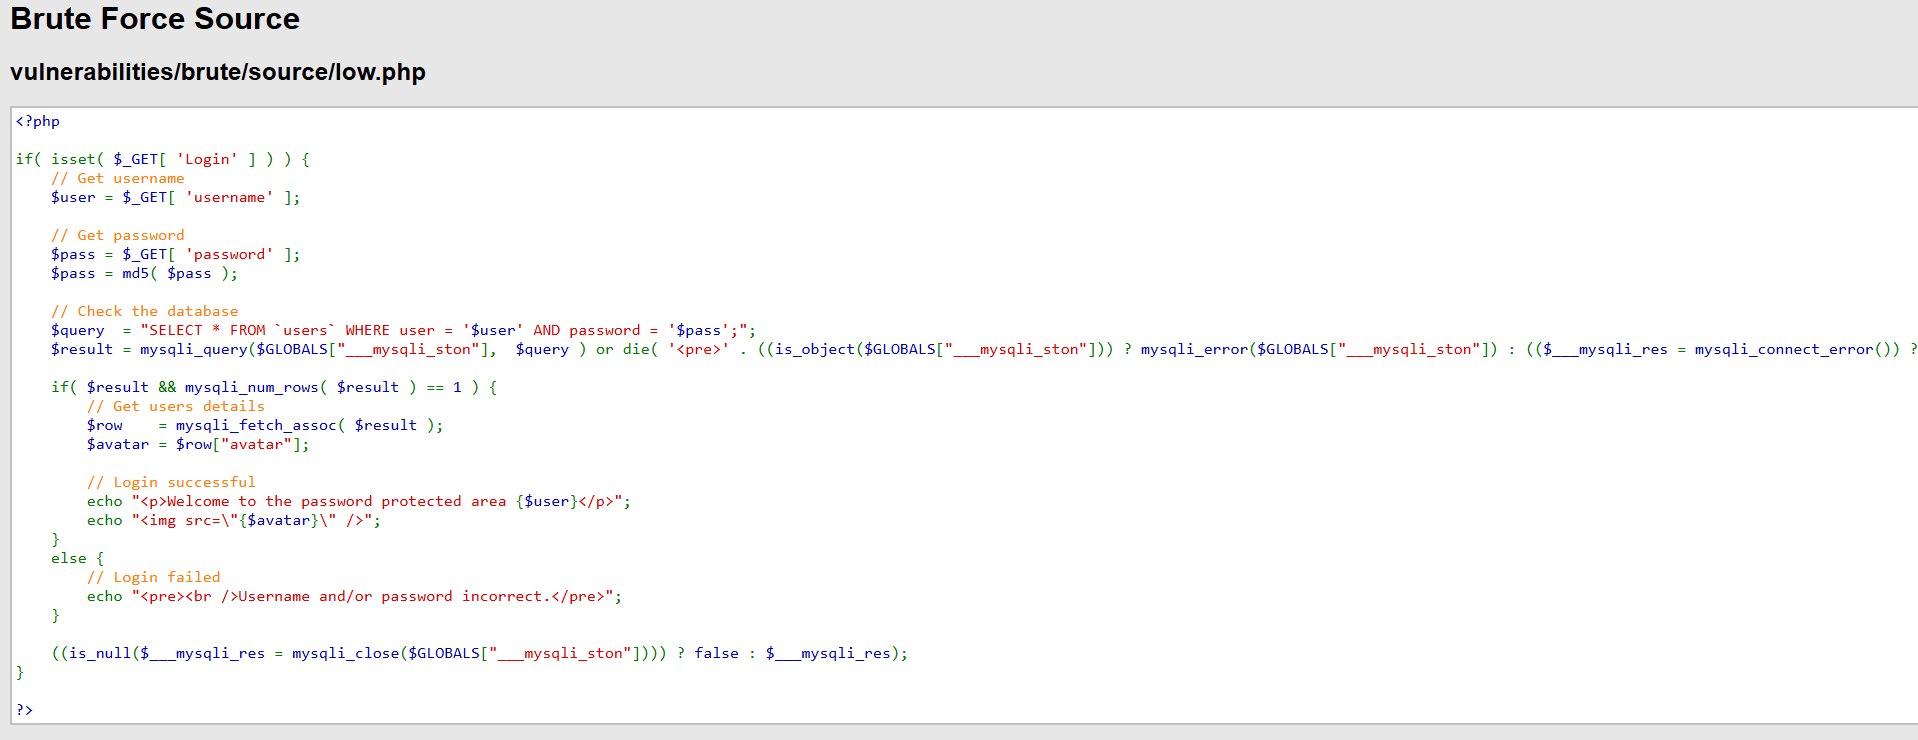 Brute Force Source
vulnerabilities/brute/source/low.php
<?php
if( isset( $_GET[ 'Login' ] ) ) {
    // Get username
    $user = $_GET[ 'username' ];
    // Get password
    $pass = $_GET[ 'password' ];
    $pass = md5( $pass );
    // Check the database
    $query  = "SELECT * FROM `users` WHERE user = '$user' AND password = '$pass';";
    $result = mysqli_query($GLOBALS["___mysqli_ston"],  $query ) or die( '<pre>' . ((is_object($GLOBALS["___mysqli_ston"])) ? mysqli_error($GLOBALS["___mysqli_ston"]) : (($___mysqli_res = mysqli_connect_error()) ?
    if( $result && mysqli_num_rows( $result ) == 1 ) {
        // Get users details
        $row    = mysqli_fetch_assoc( $result );
        $avatar = $row["avatar"];
        // Login successful
        echo "<p>Welcome to the password protected area {$user}</p>";
        echo "<img src=\"{$avatar}\" />";
    }
    else {
        // Login failed
        echo "<pre><br />Username and/or password incorrect.</pre>";
    }
    ((is_null($___mysqli_res = mysqli_close($GLOBALS["___mysqli_ston"]))) ? false : $___mysqli_res);
}
?>